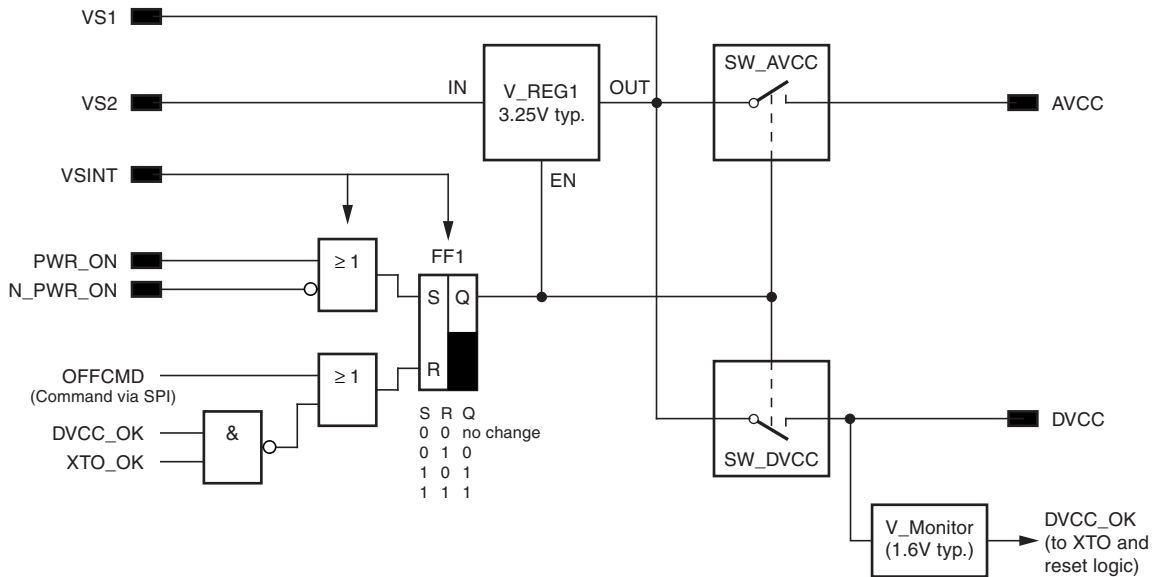 VS1
SW_AVCC
VS2
IN
V_REG1
3.25V typ.
OUT
AVCC
VSINT
EN
PWR_ON
≥ 1
FF1
N_PWR_ON
S
Q
OFFCMD
(Command via SPI)
≥ 1
R
DVCC_OK
&
XTO_OK
S R Q
0 0 no change
0 1 0
1 0 1
1 1 1
DVCC
SW_DVCC
V_Monitor
(1.6V typ.)
DVCC_OK
(to XTO and
reset logic)